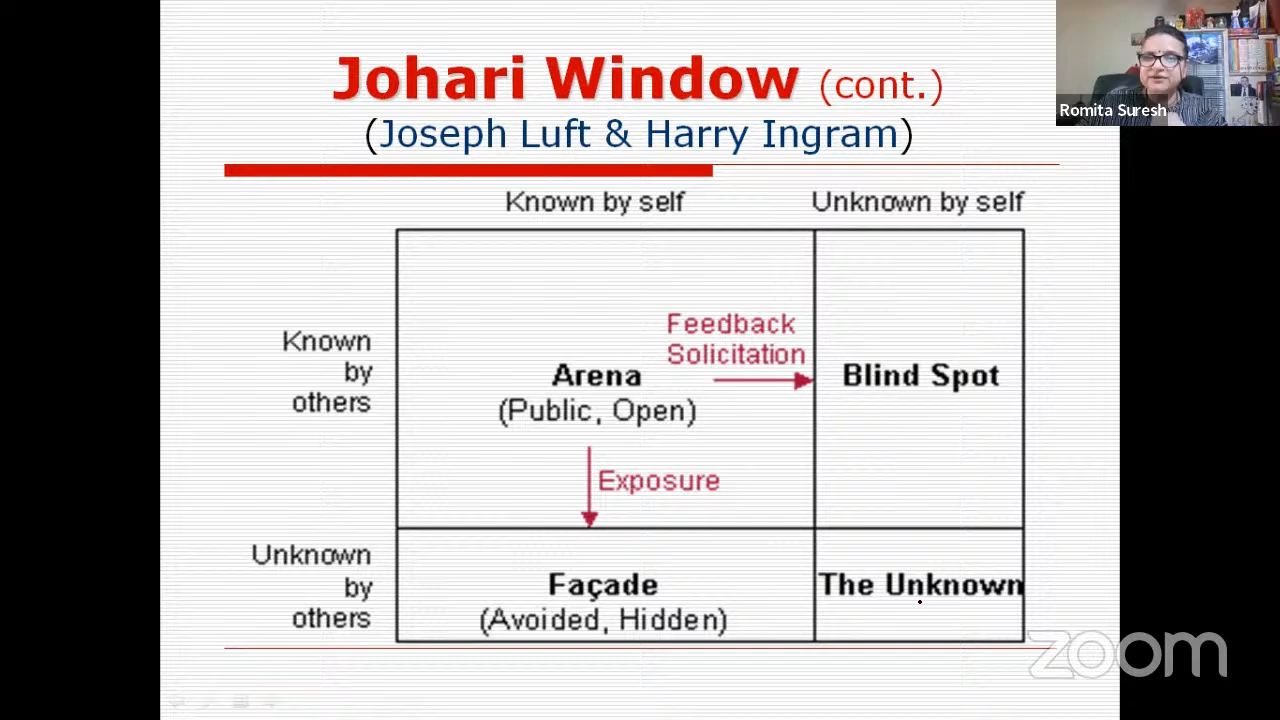 Johari Window (cont.)
(Joseph Luft & Harry Ingram)
Romita Suresh
Known by self
Unknown by self
Known
by
others
Feedback
Solicitation
Arena
(Public, Open)
Blind Spot
Exposure
Unknown
by
others
Façade
(Avoided, Hidden)
The Unknown
zoom